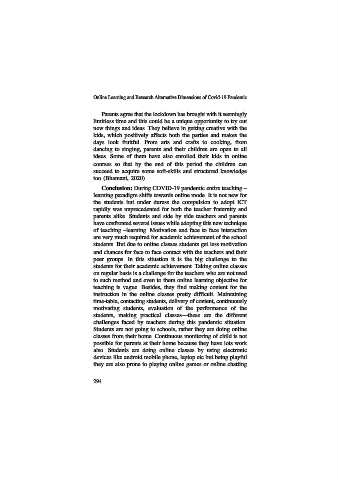 Online Learning and Research Alternative Dimensions of Covid-19 Pandemic
Parents agree that the lockdown has brought with it seemingly
limitless time and this could be a unique opportunity to try out
new things and ideas. They believe in getting creative with the
kids, which positively affects both the parties and makes the
days look fruitful. From arts and crafts to cooking, from
dancing to singing, parents and their children are open to all
ideas. Some of them have also enrolled their kids in online
courses so that by the end of this period the children can
succeed to acquire some soft-skills and structured knowledge
too (Bhamani, 2020)
Conclusion: During COVID-19 pandemic entire teaching –
learning paradigm shifts towards online mode. It is not new for
the students but under duress the compulsion to adopt ICT
rapidly was unprecedented for both the teacher fraternity and
parents alike. Students and side by side teachers and parents
have confronted several issues while adopting this new technique
of teaching –learning. Motivation and face to face interaction
are very much required for academic achievement of the school
students. But due to online classes students get less motivation
and chances for face to face contact with the teachers and their
peer groups. In this situation it is the big challenge to the
students for their academic achievement. Taking online classes
on regular basis is a challenge for the teachers who are not used
to such method and even to them online learning objective for
teaching is vague. Besides, they find making content for the
instruction in the online classes pretty difficult. Maintaining
time-table, contacting students, delivery of content, continuously
motivating students, evaluation of the performance of the
students, making practical classes—these are the different
challenges faced by teachers during this pandemic situation.
Students are not going to schools, rather they are doing online
classes from their home. Continuous monitoring of child is not
possible for parents at their home because they have lots work
also. Students are doing online classes by using electronic
devices like android mobile phone, laptop etc but being playful
they are also prone to playing online games or online chatting
294